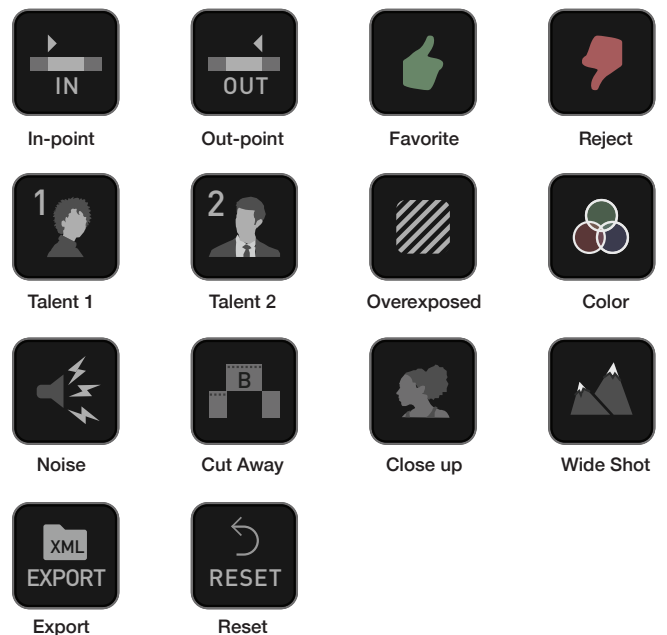 IN
OUT
In-point
Out-point
Favorite
Reject
1
2
Talent 1
Talent 2
Overexposed
Color
B
Noise
Cut Away
Close up
Wide Shot
XML
EXPORT
RESET
Export
Reset